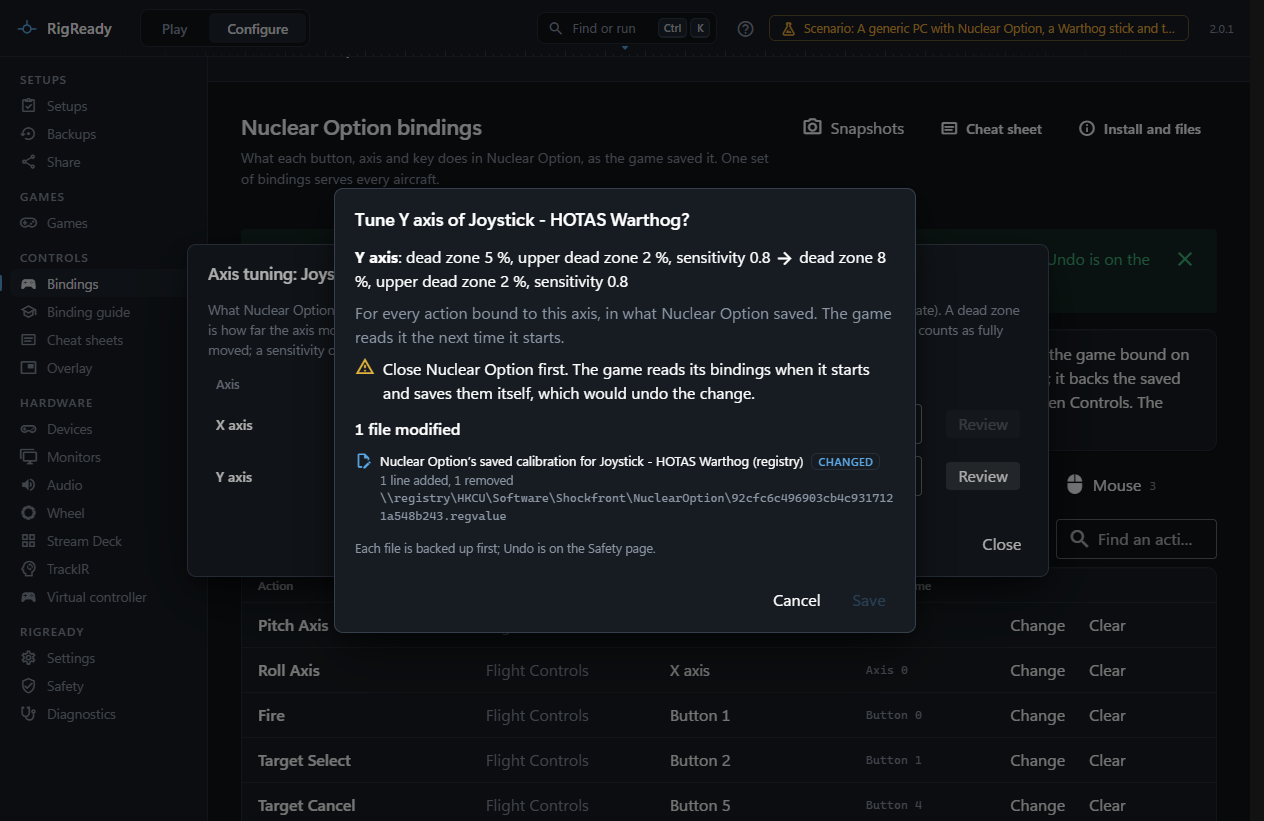 RigReady
Play
Configure
Find or run
Ctrl
K
Scenario: A generic PC with Nuclear Option, a Warthog stick and t...
2.0.1
SETUPS
Setups
Backups
Share
GAMES
Games
CONTROLS
Bindings
Binding guide
Cheat sheets
Overlay
HARDWARE
Devices
Monitors
Audio
Wheel
Stream Deck
TrackIR
Virtual controller
RIGREADY
Settings
Safety
Diagnostics
Nuclear Option bindings
Snapshots
Cheat sheet
Install and files
What each button, axis and key does in Nuclear Option, as the game saved it. One set
of bindings serves every aircraft.
Undo is on the
the game bound on
; it backs the saved
en Controls. The
Mouse 3
Find an acti...
Axis tuning: Joys
What Nuclear Option
ate). A dead zone
is how far the axis mo
counts as fully
moved; a sensitivity
Axis
X axis
Review
Y axis
Review
Close
Tune Y axis of Joystick - HOTAS Warthog?
Y axis: dead zone 5 %, upper dead zone 2 %, sensitivity 0.8 → dead zone 8
%, upper dead zone 2 %, sensitivity 0.8
For every action bound to this axis, in what Nuclear Option saved. The game
reads it the next time it starts.
Close Nuclear Option first. The game reads its bindings when it starts
and saves them itself, which would undo the change.
1 file modified
Nuclear Option's saved calibration for Joystick - HOTAS Warthog (registry)
CHANGED
1 line added, 1 removed
\\registry\HKCU\Software\Shockfront\NuclearOption\92cfc6c496903cb4c931712
1a548b243.regvalue
Each file is backed up first; Undo is on the Safety page.
Cancel
Save
Action
me
Pitch Axis
Change
Clear
Roll Axis
Flight Controls
X axis
Axis 0
Change
Clear
Fire
Flight Controls
Button 1
Button 0
Change
Clear
Target Select
Flight Controls
Button 2
Button 1
Change
Clear
Target Cancel
Flight Controls
Button 5
Button 4
Change
Clear